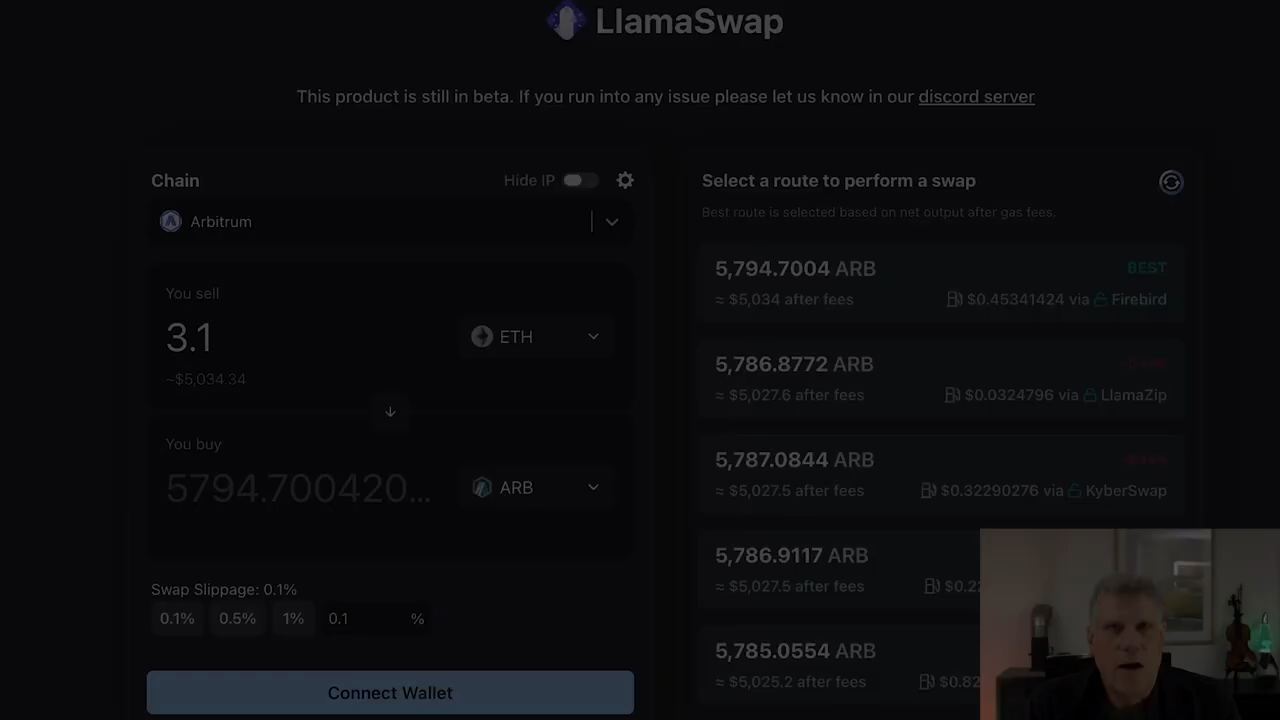 LlamaSwap
This product is still in beta. If you run into any issue please let us know in our discord server
Chain
Hide IP
Arbitrum
You sell
3.1
ETH
~$5,034.34
You buy
5794.700420...
ARB
Swap Slippage: 0.1%
0.1%
0.5%
1%
0.1
%
Connect Wallet
Select a route to perform a swap
Best route is selected based on net output after gas fees.
5,794.7004 ARB
BEST
≈ $5,034 after fees
$0.45341424 via Firebird
5,786.8772 ARB
≈ $5,027.6 after fees
$0.0324796 via LlamaZip
5,787.0844 ARB
≈ $5,027.5 after fees
$0.32290276 via KyberSwap
5,786.9117 ARB
≈ $5,027.5 after fees
$0.22
5,785.0554 ARB
≈ $5,025.2 after fees
$0.82